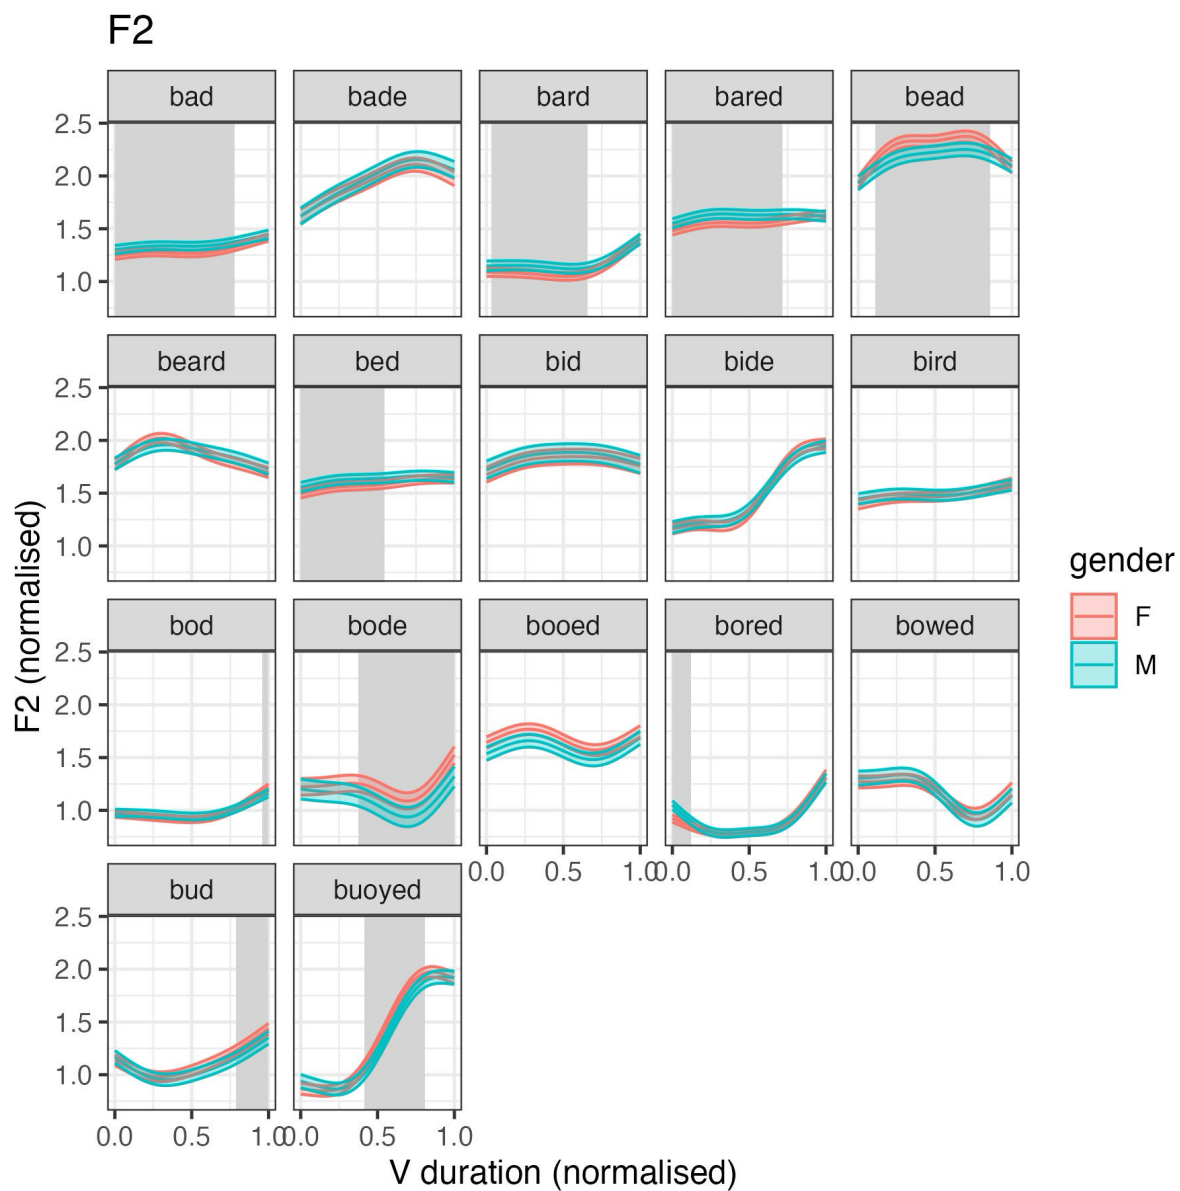 F2
bad bade bard bared bead
2.5
2.0
1.5
1.0
beard bed bid bide bird
2.5
2.0
1.5
1.0
bod bode booed bored bowed
2.5
2.0
1.5
1.0
0.0 0.5 1.0 0.0 0.5 1.0 0.0 0.5 1.0
bud buoyed
2.5
2.0
1.5
1.0
0.0 0.5 1.0 0.0 0.5 1.0
V duration (normalised)
F2 (normalised)
gender
F
M